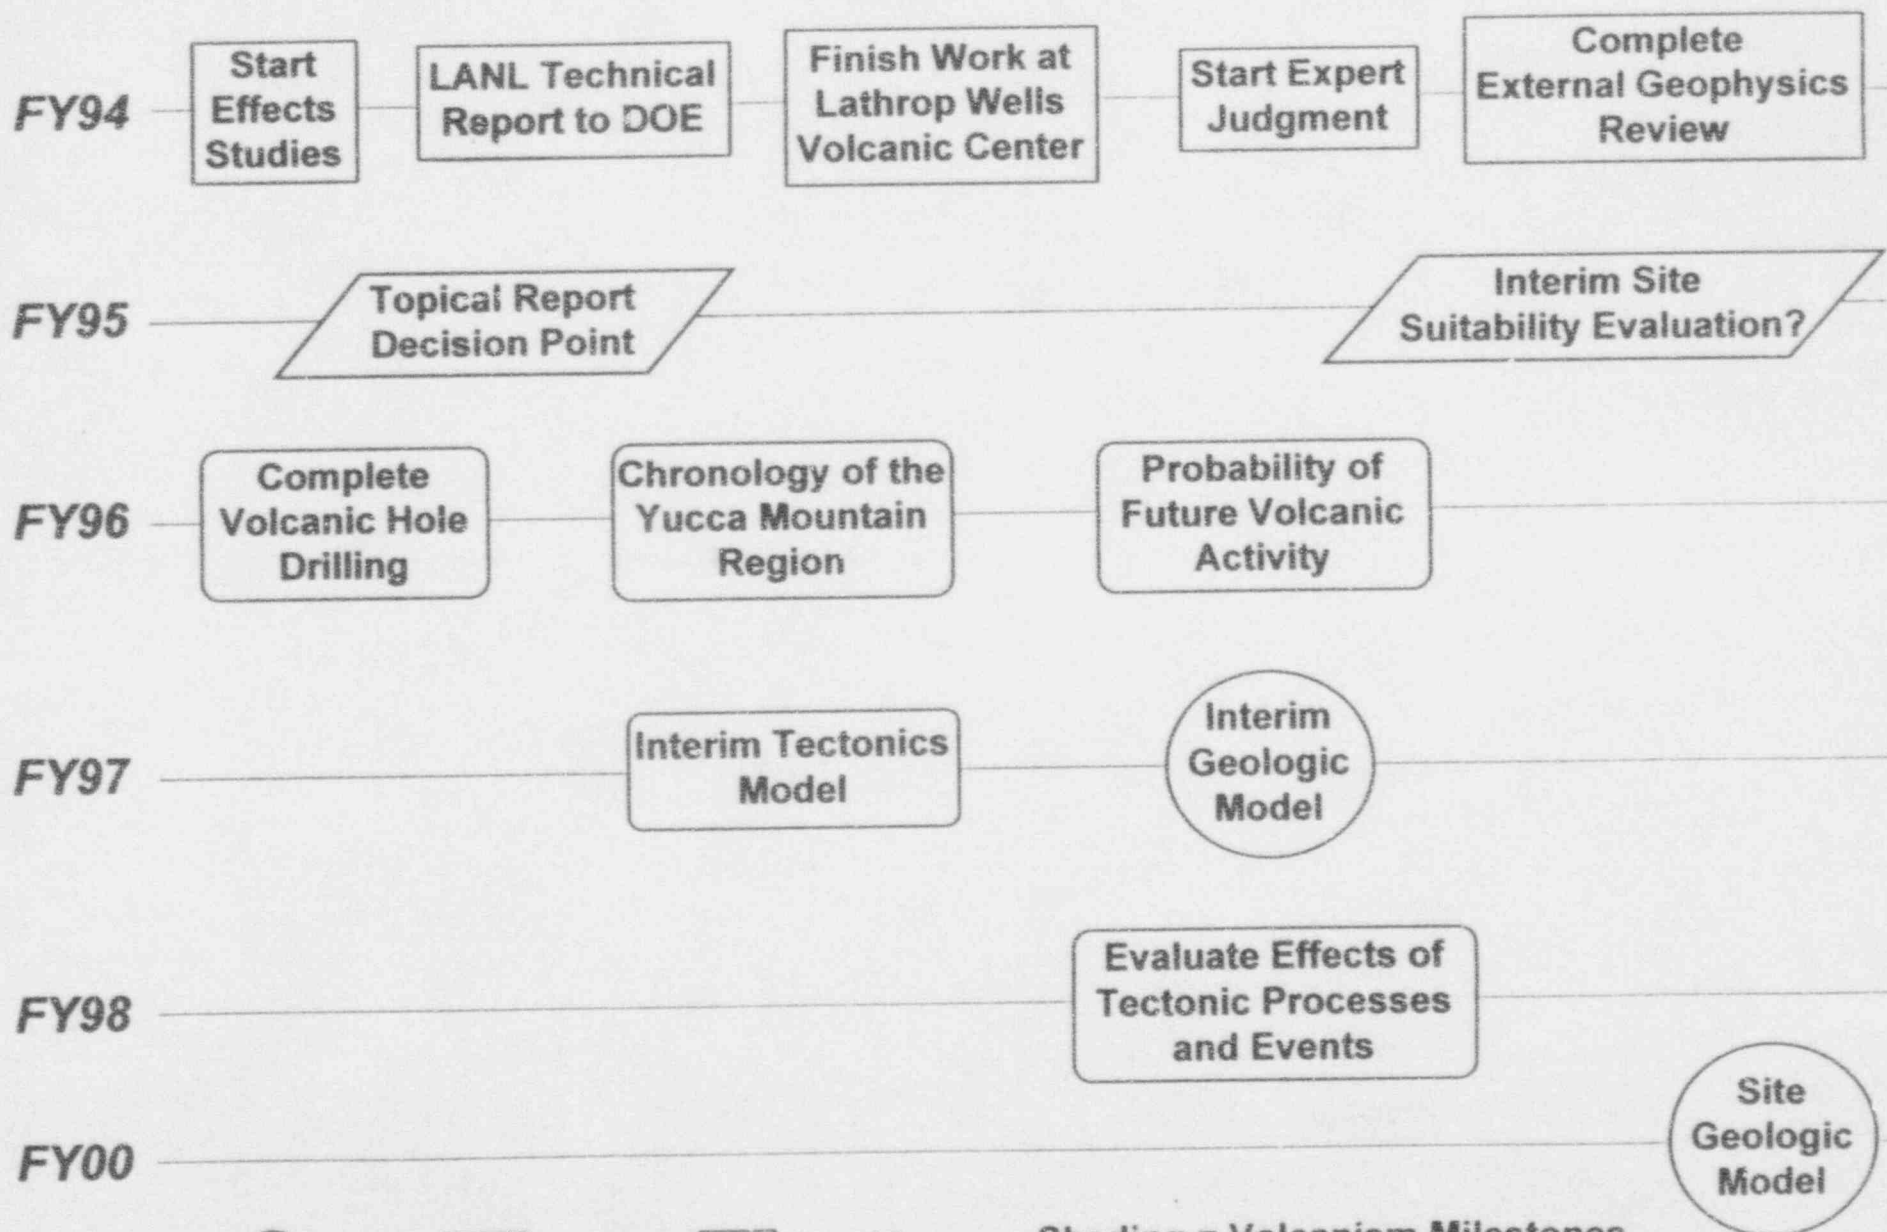 FY94
Start
Effects
Studies
LANL Technical
Report to DOE
Finish Work at
Lathrop Wells
Volcanic Center
Start Expert
Judgment
Complete
External Geophysics
Review
FY95
Topical Report
Decision Point
Interim Site
Suitability Evaluation?
FY96
Complete
Volcanic Hole
Drilling
Chronology of the
Yucca Mountain
Region
Probability of
Future Volcanic
Activity
FY97
Interim Tectonics
Model
Interim
Geologic
Model
FY98
Evaluate Effects of
Tectonic Processes
and Events
FY00
Site
Geologic
Model
Shading = Volcanism Milestones